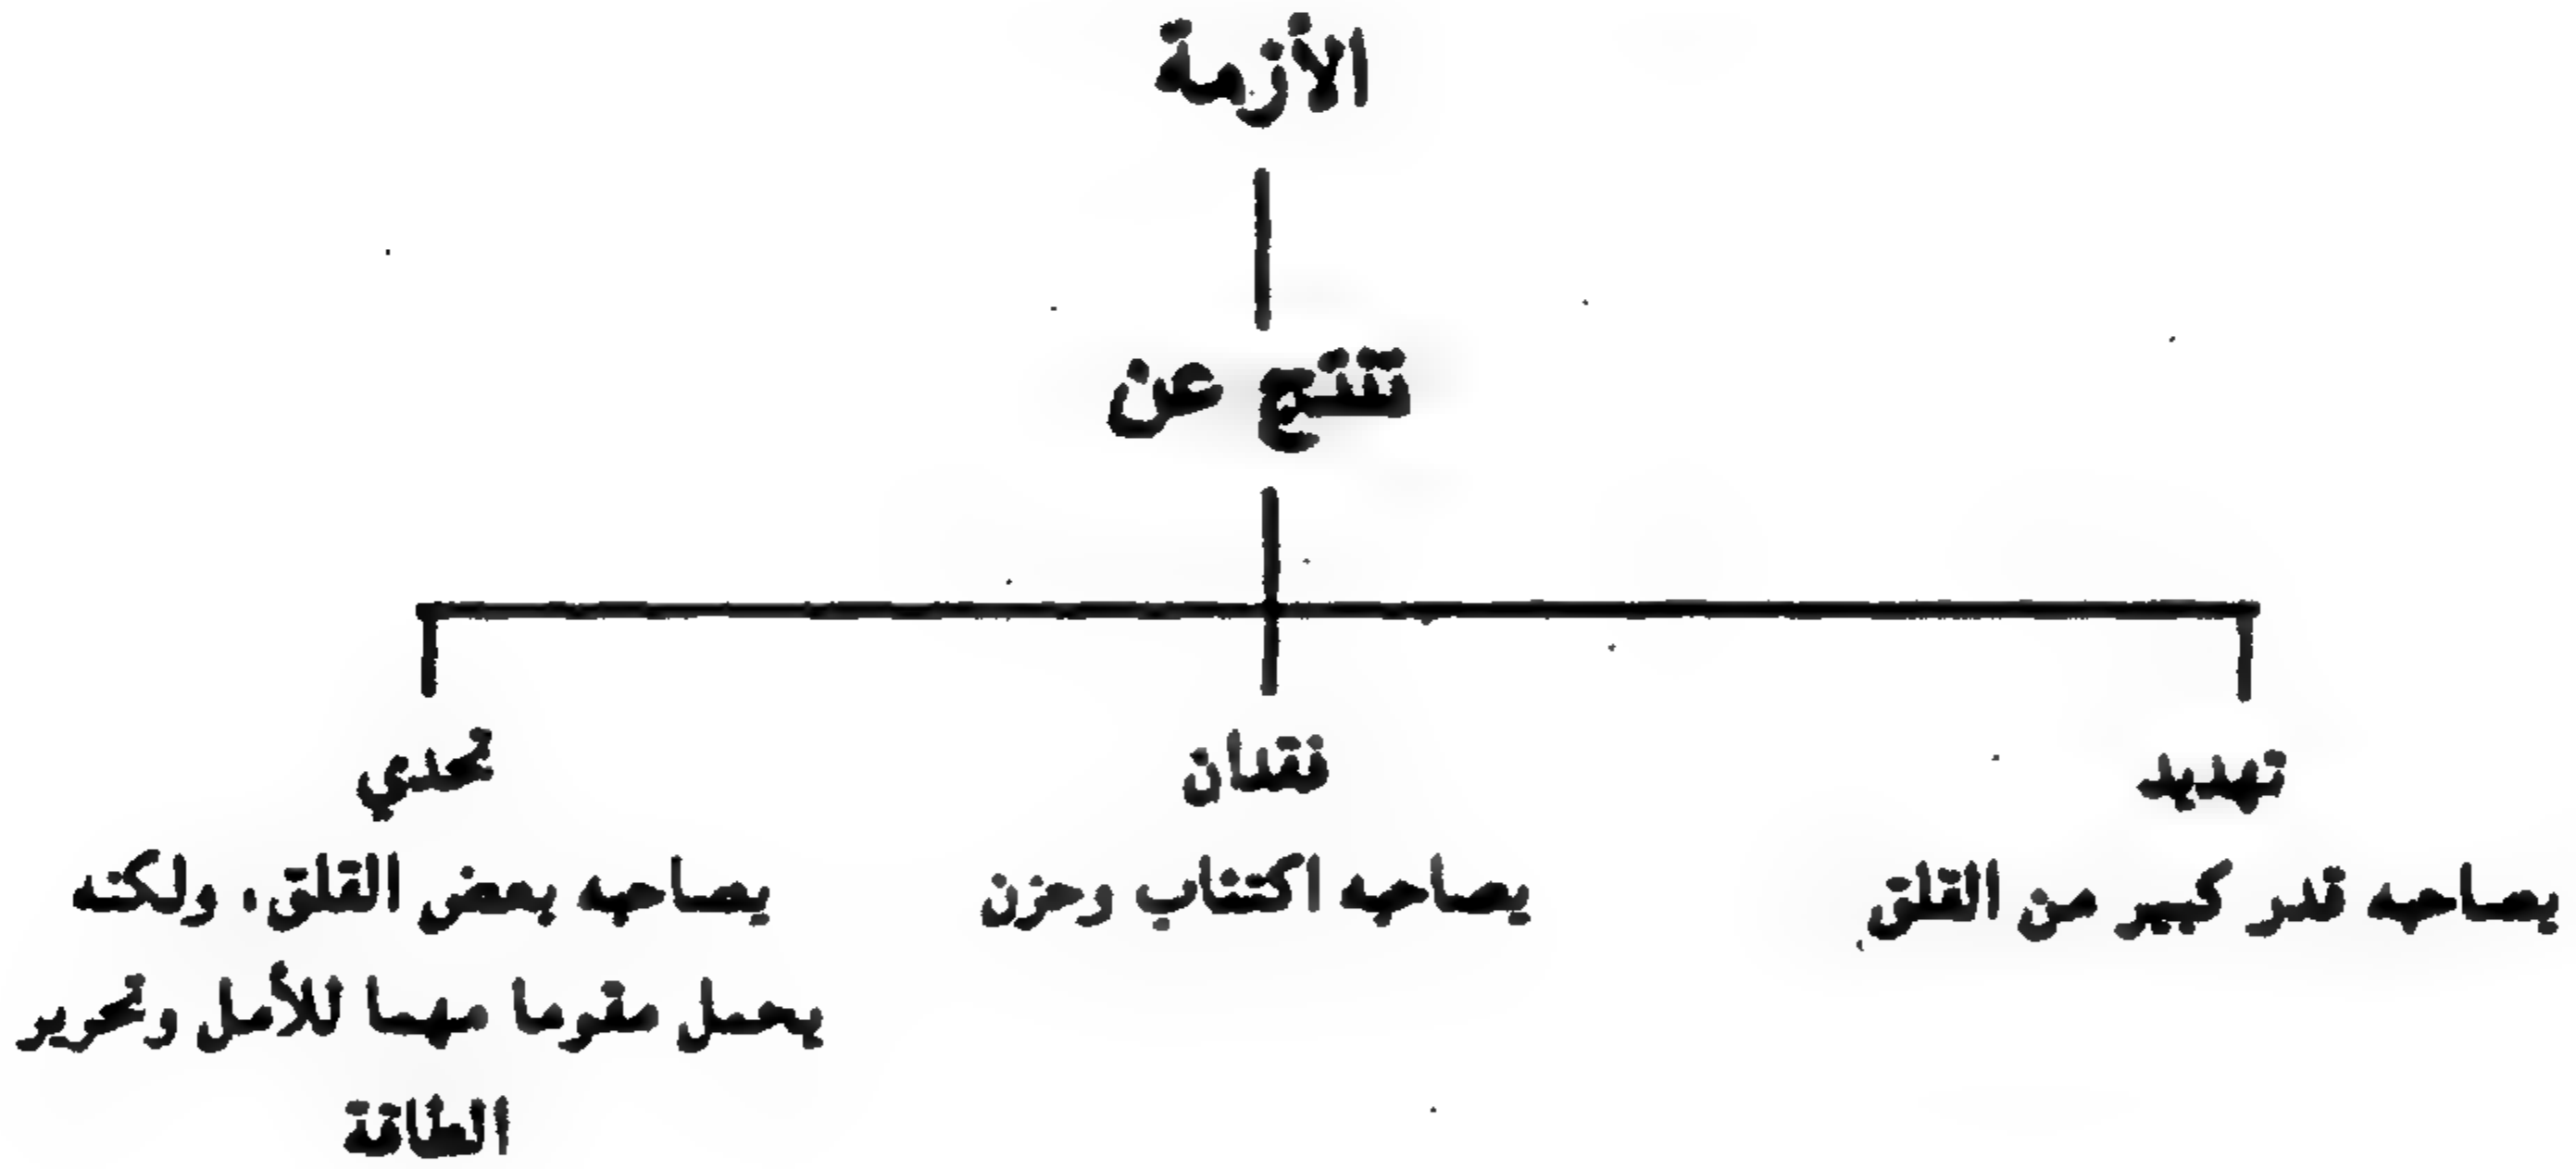 الأزمة
تنتج عن
تهديد
يصاحبه قدر كبير من القلق
فقدان
يصاحبه اكتئاب وحزن
تحدي
يصاحبه بعض القلق، ولكنه
يحمل مقوما مهما للأمل وتحرير
الطاقة